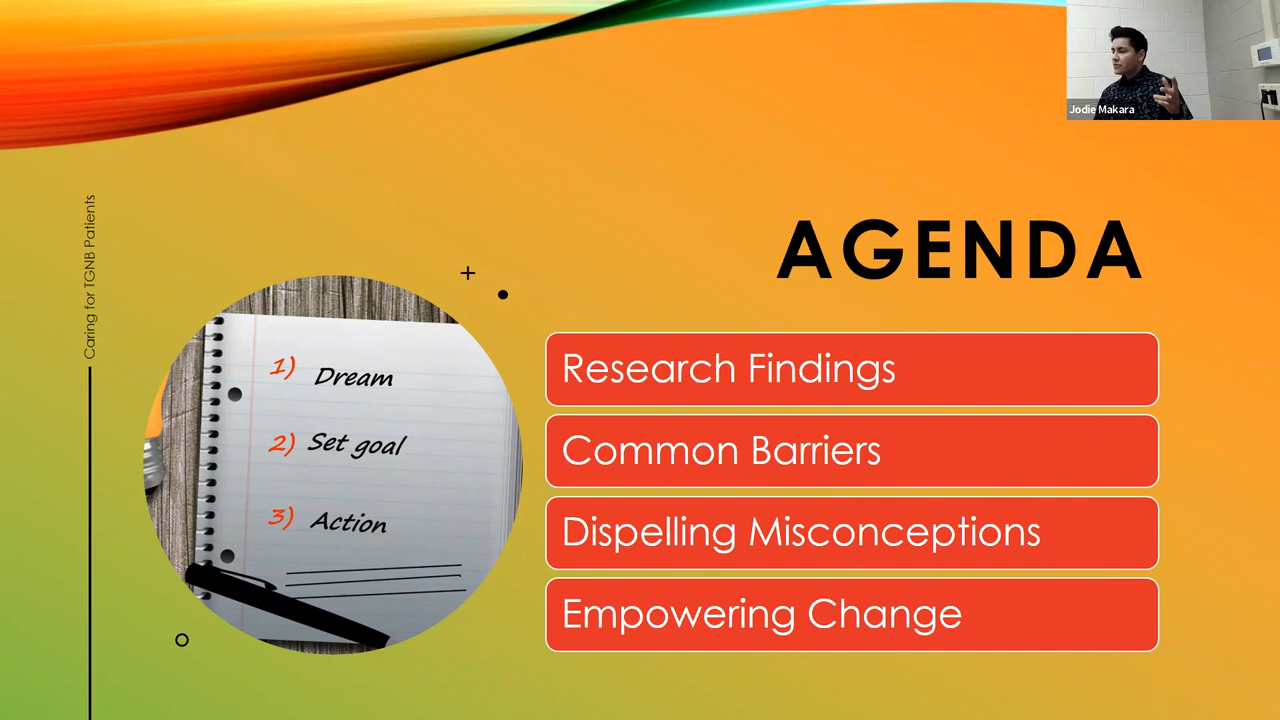 Jodie Makara
Caring for TGNB Patients
AGENDA
1) Dream
2) Set goal
3) Action
Research Findings
Common Barriers
Dispelling Misconceptions
Empowering Change